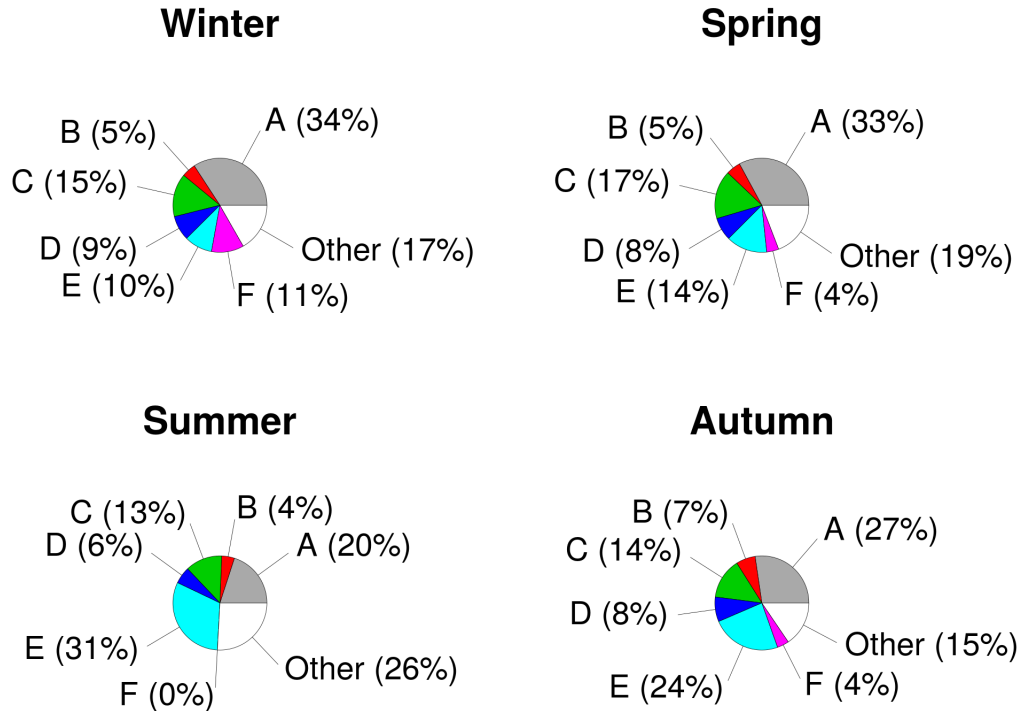 Winter
A (34%)
B (5%)
C (15%)
D (9%)
E (10%)
F (11%)
Other (17%)
Spring
A (33%)
B (5%)
C (17%)
D (8%)
E (14%)
F (4%)
Other (19%)
Summer
A (20%)
B (4%)
C (13%)
D (6%)
E (31%)
F (0%)
Other (26%)
Autumn
A (27%)
B (7%)
C (14%)
D (8%)
E (24%)
F (4%)
Other (15%)